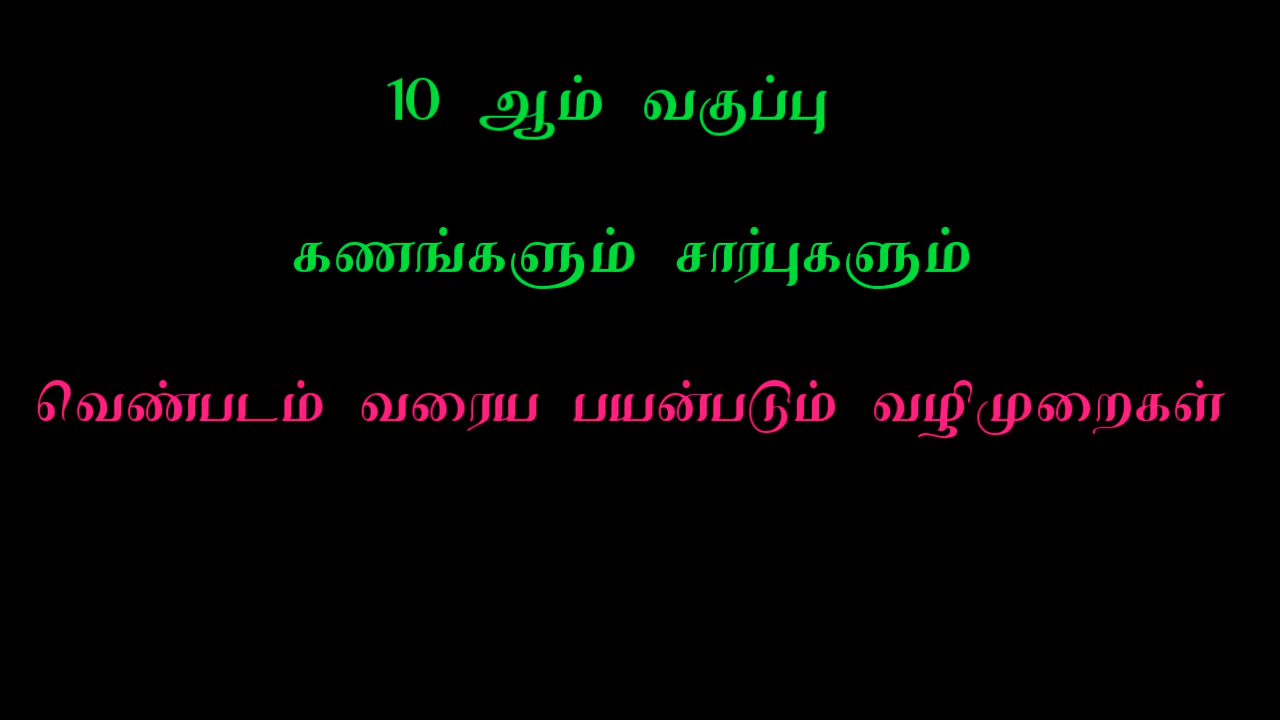 10 ஆம் வகுப்பு
கணங்களும் சார்புகளும்
வெண்படம் வரைய பயன்படும் வழிமுறைகள்